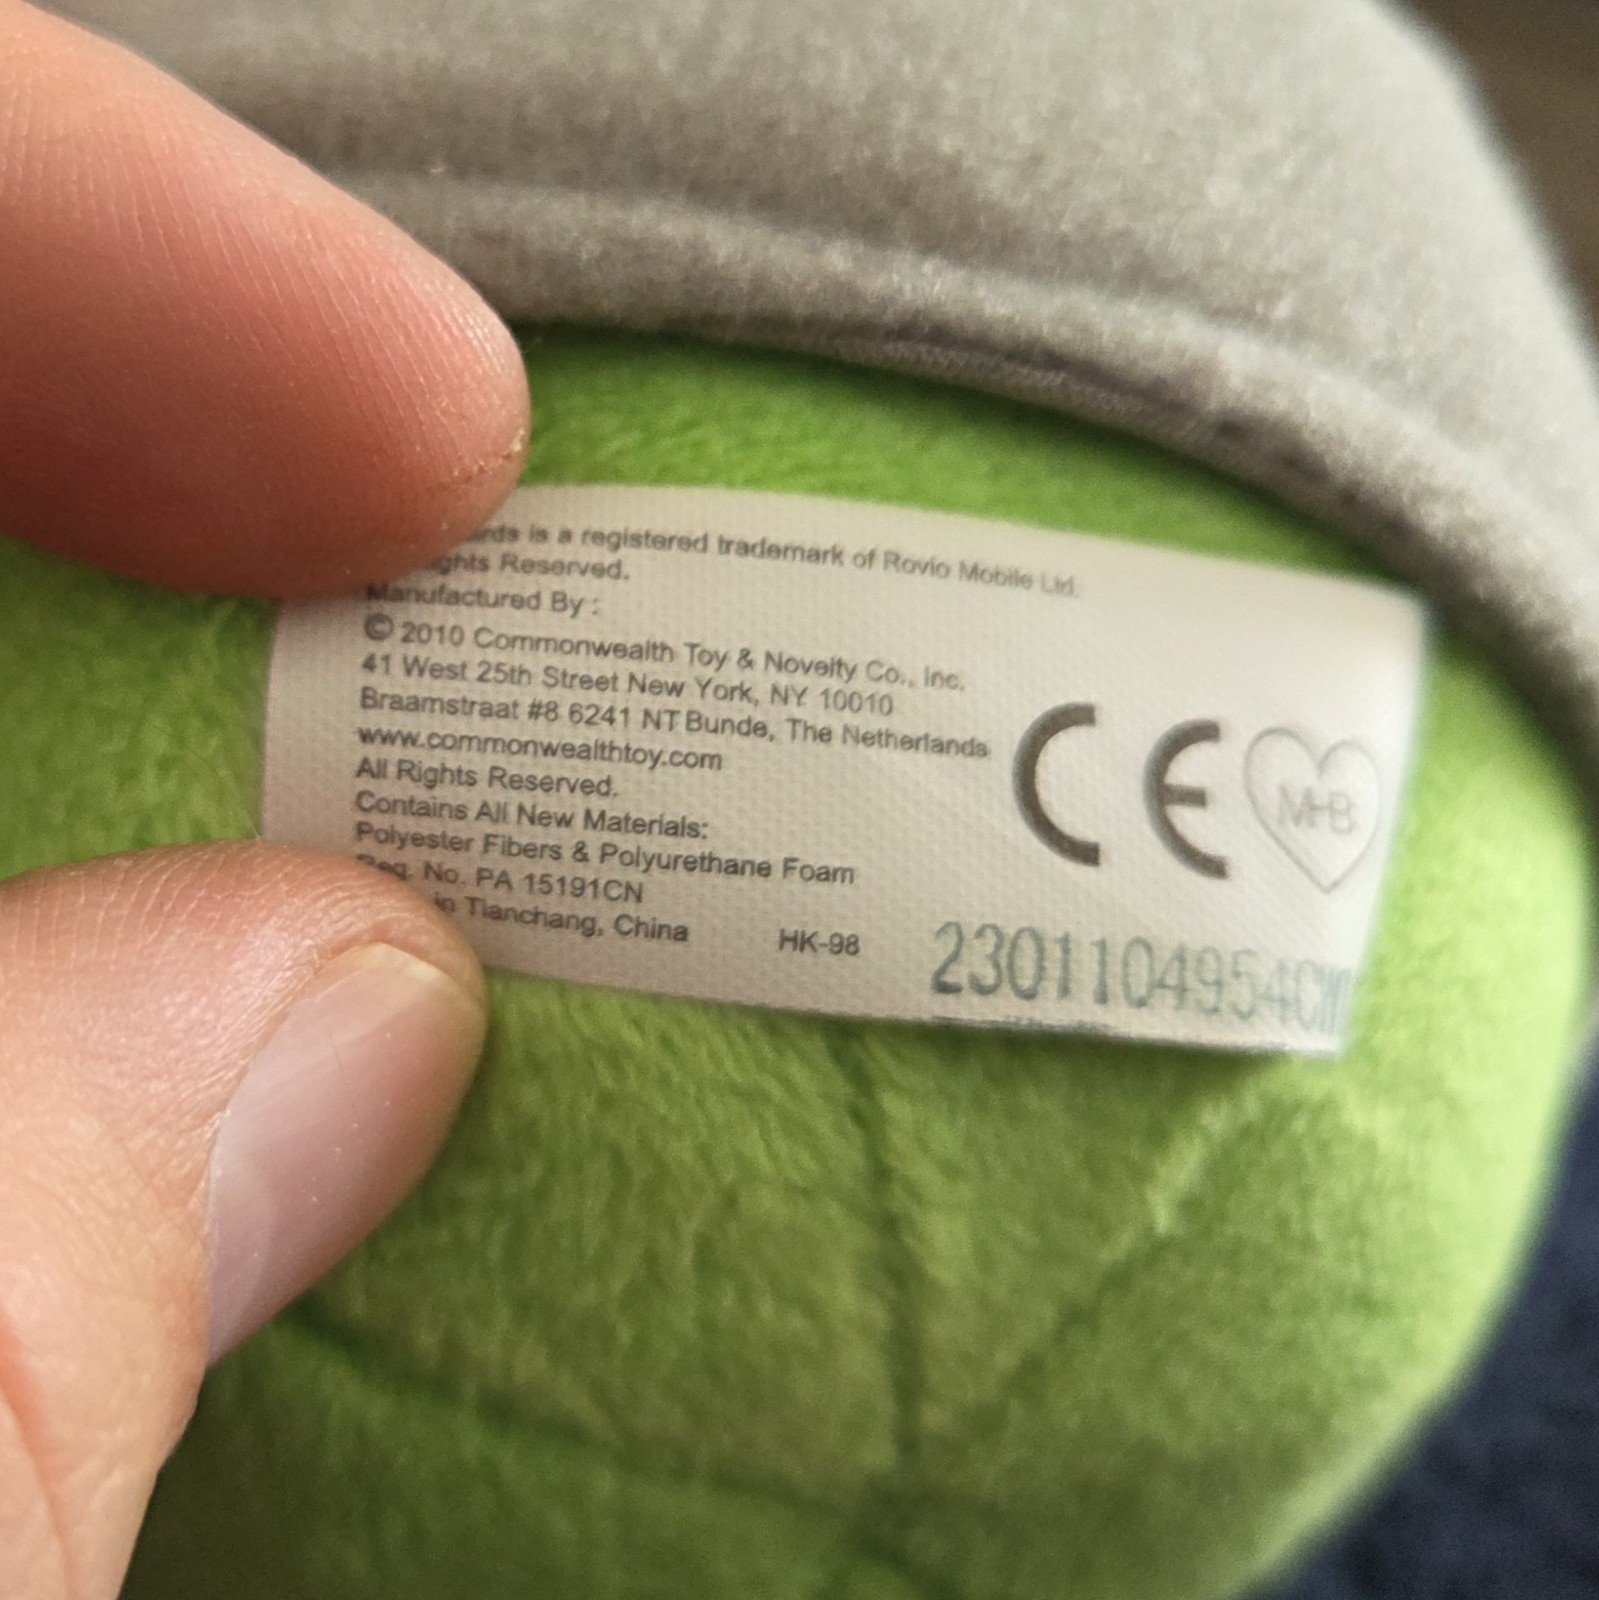 is a registered trademark of Rovio Mobile Ltd.
Reserved.
Manufactured By :
© 2010 Commonwealth Toy & Novelty Co., Inc.
41 West 25th Street New York, NY 10010
Braamstraat #8 6241 NT Bunde, The Netherlands
www.commonwealthtoy.com
All Rights Reserved.
Contains All New Materials:
Polyester Fibers & Polyurethane Foam
Reg. No. PA 15191CN
in Tianchang, China
HK-98
CE
MHB